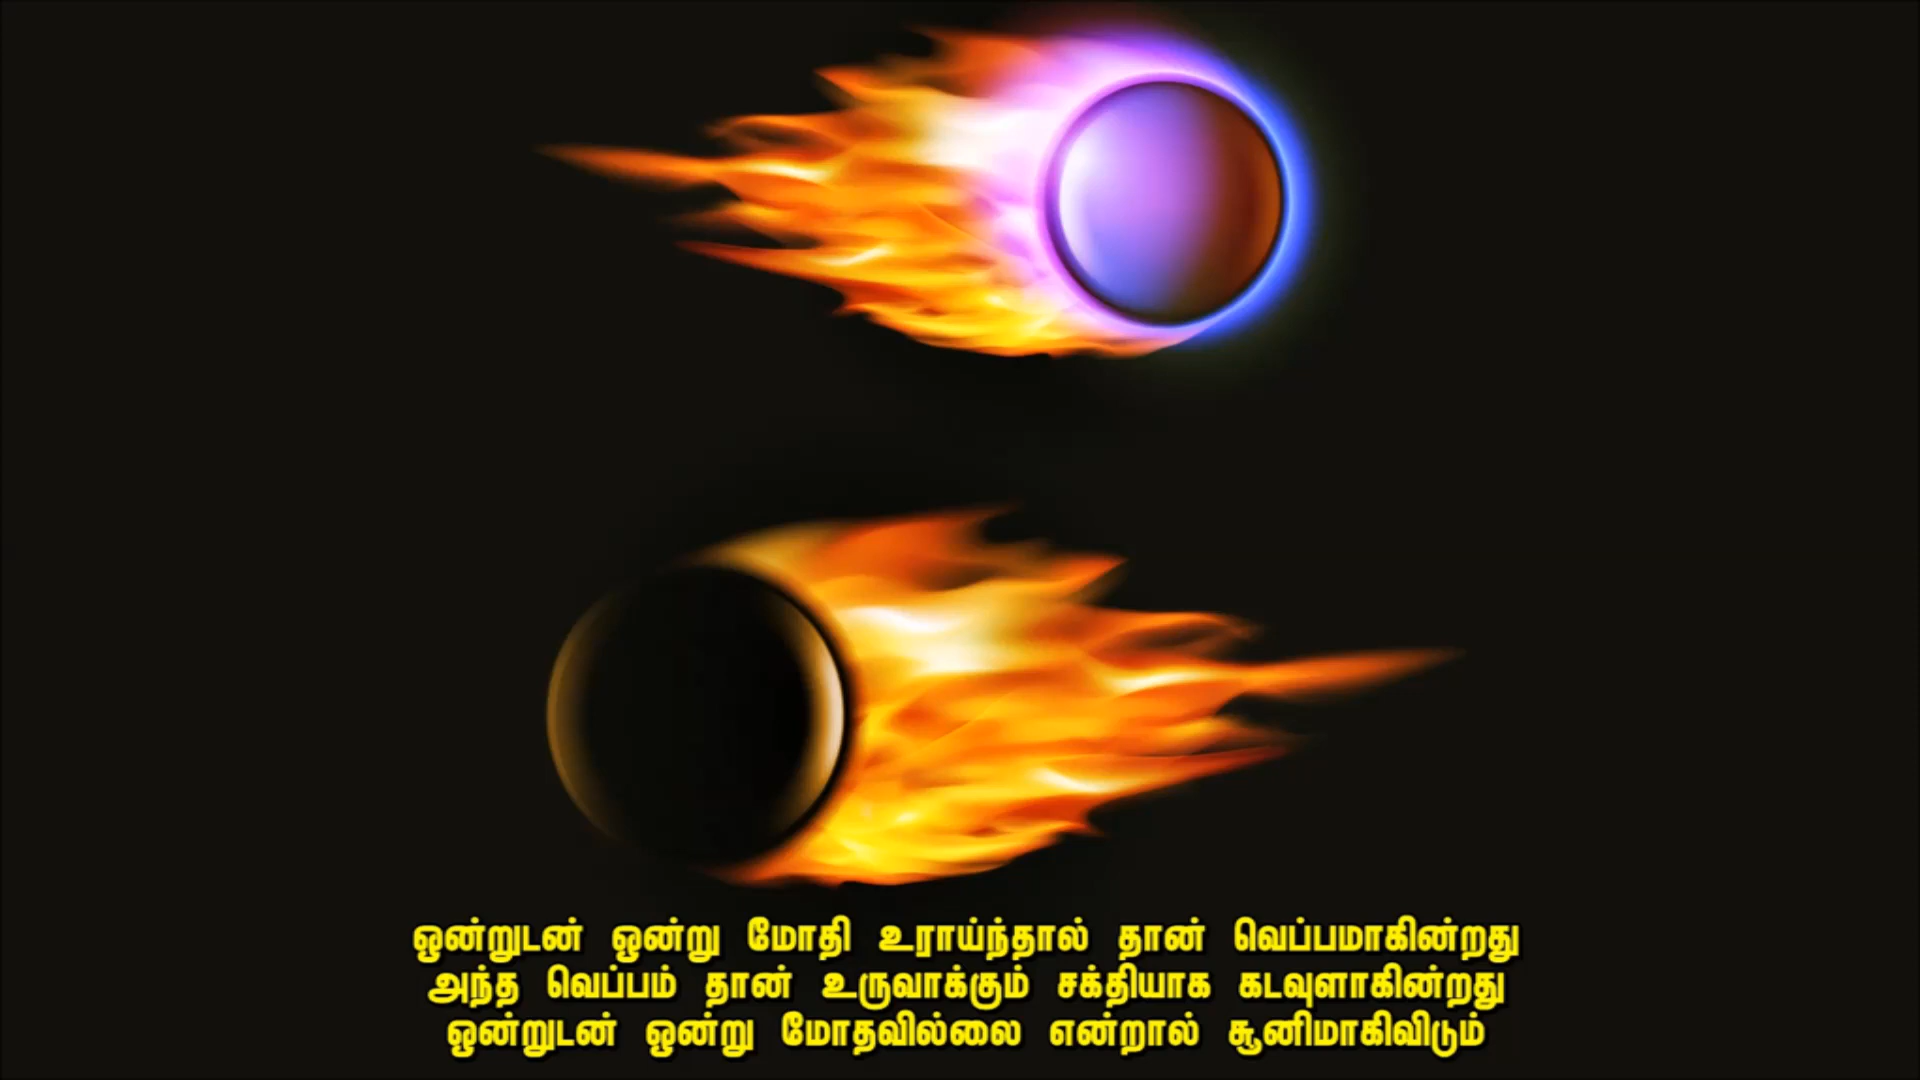 ஒன்றுடன் ஒன்று மோதி உராய்ந்தால் தான் வெப்பமாகின்றது
அந்த வெப்பம் தான் உருவாக்கும் சக்தியாக கடவுளாகின்றது
ஒன்றுடன் ஒன்று மோதவில்லை என்றால் சூனிமாகிவிடும்